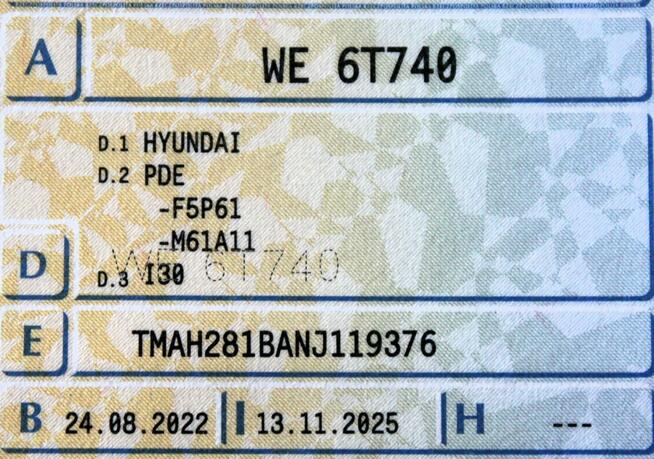 A WE 6T740
D.1 HYUNDAI
D.2 PDE
-F5P61
-M61A11
WE 6T740
D D.3 I30
E TMAH281BANJ119376
B 24.08.2022 I 13.11.2025 H ---